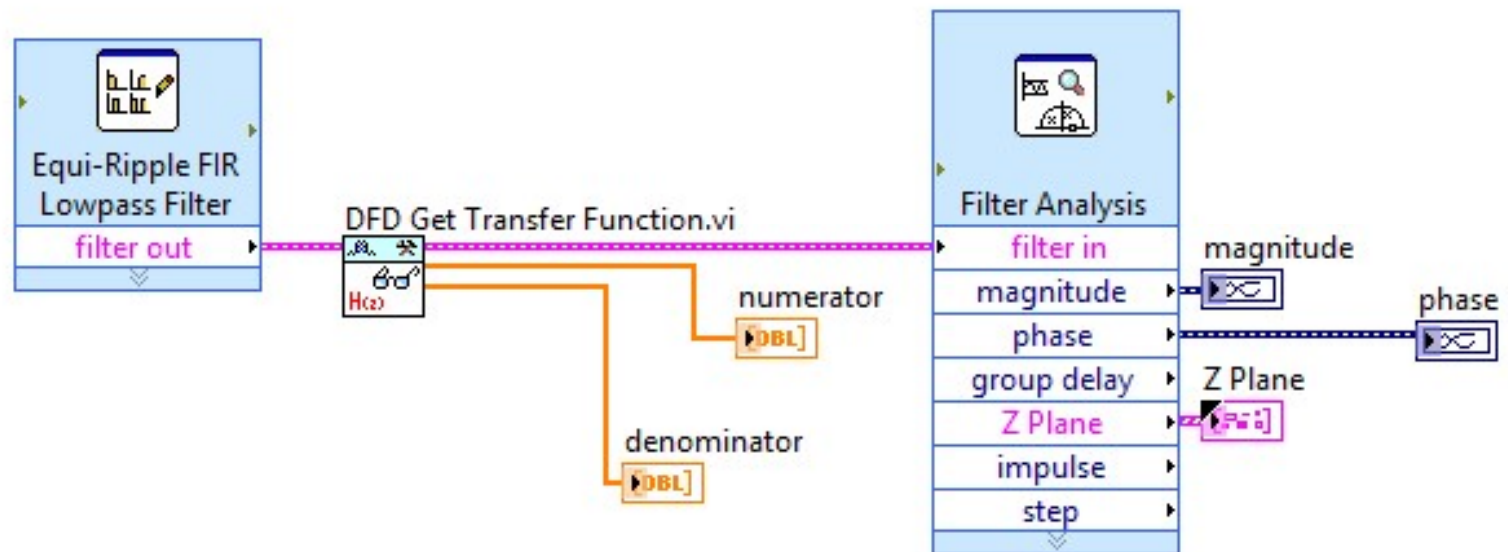 Equi-Ripple FIR
Lowpass Filter
filter out
DFD Get Transfer Function.vi
H(z)
numerator
DBL]
denominator
DBL]
Filter Analysis
filter in
magnitude
phase
group delay
Z Plane
impulse
step
magnitude
phase
Z Plane